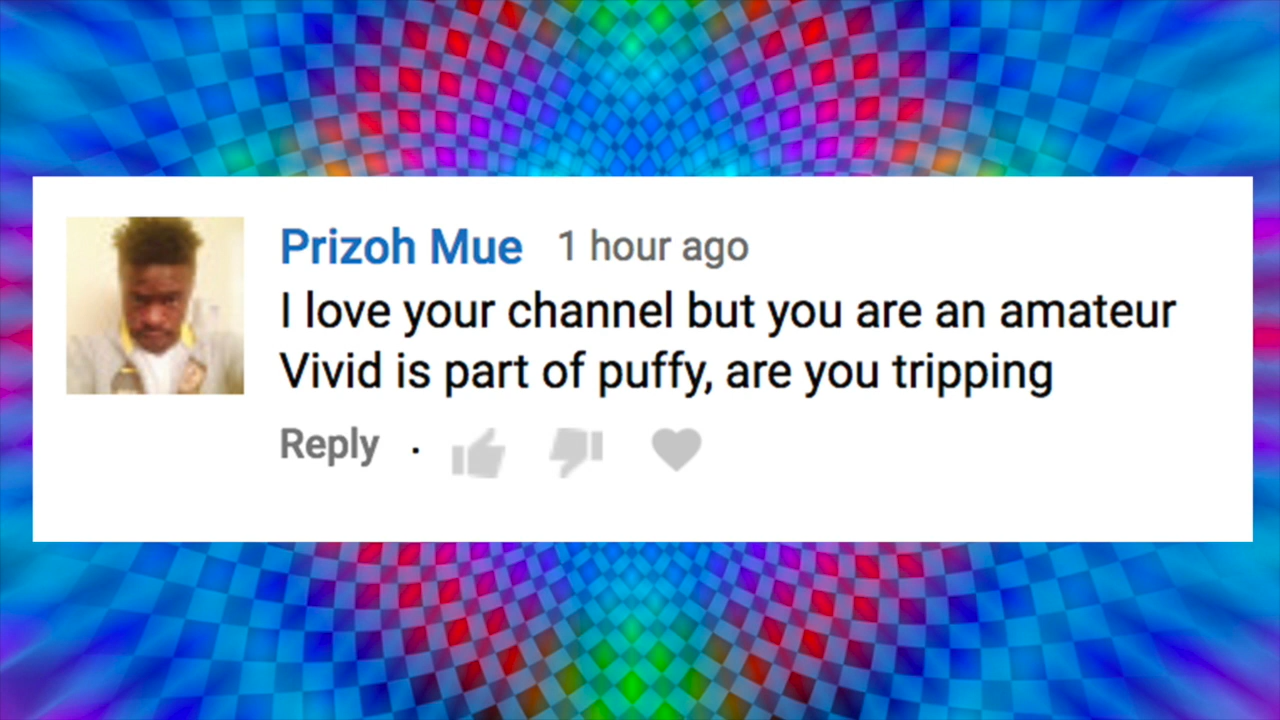 Prizoh Mue 1 hour ago
I love your channel but you are an amateur
Vivid is part of puffy, are you tripping
Reply ·